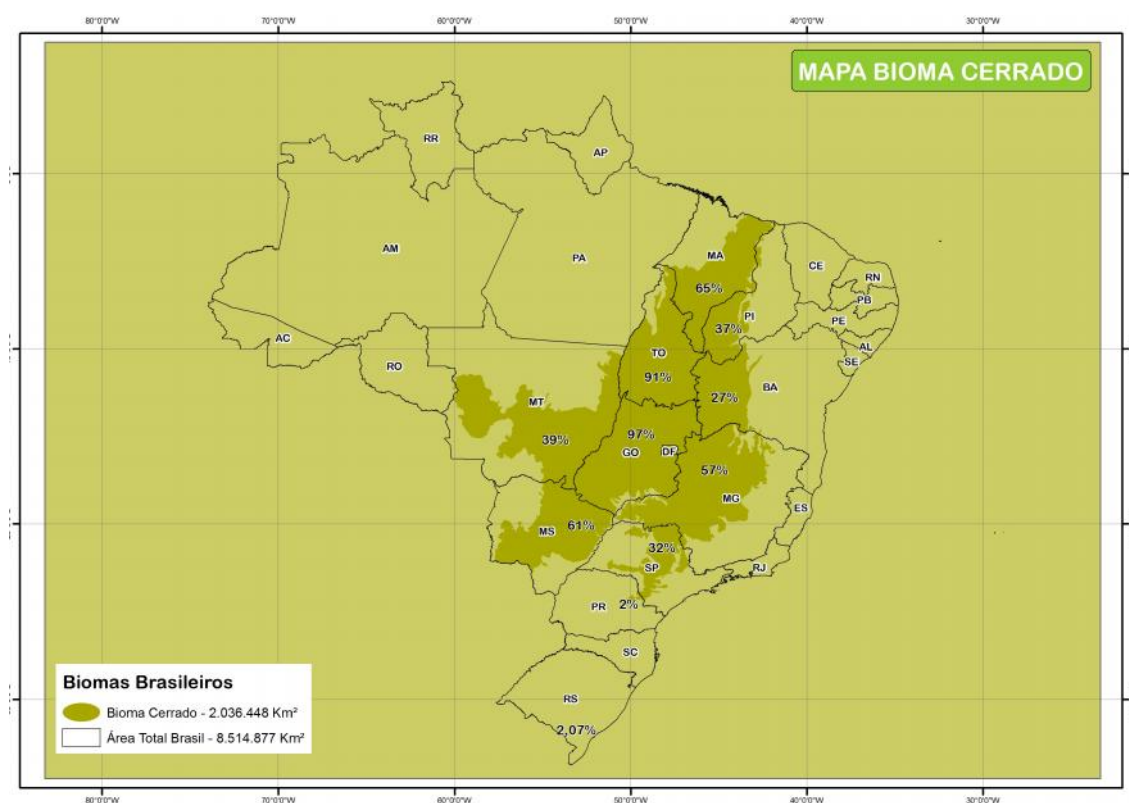 80°0'0"W 70°0'0"W 60°0'0"W 50°0'0"W 40°0'0"W 30°0'0"W
MAPA BIOMA CERRADO
RR
AP
AM
PA
MA
CE
RN
65%
PB
PI
PE
37%
AC
TO
AL
SE
RO
91%
BA
MT
27%
39%
97%
GO
DF
57%
MG
ES
MS
61%
32%
SP
RJ
PR
2%
SC
RS
2,07%
Biomas Brasileiros
Bioma Cerrado - 2.036.448 Km²
Área Total Brasil - 8.514.877 Km²
80°0'0"W 70°0'0"W 60°0'0"W 50°0'0"W 40°0'0"W 30°0'0"W